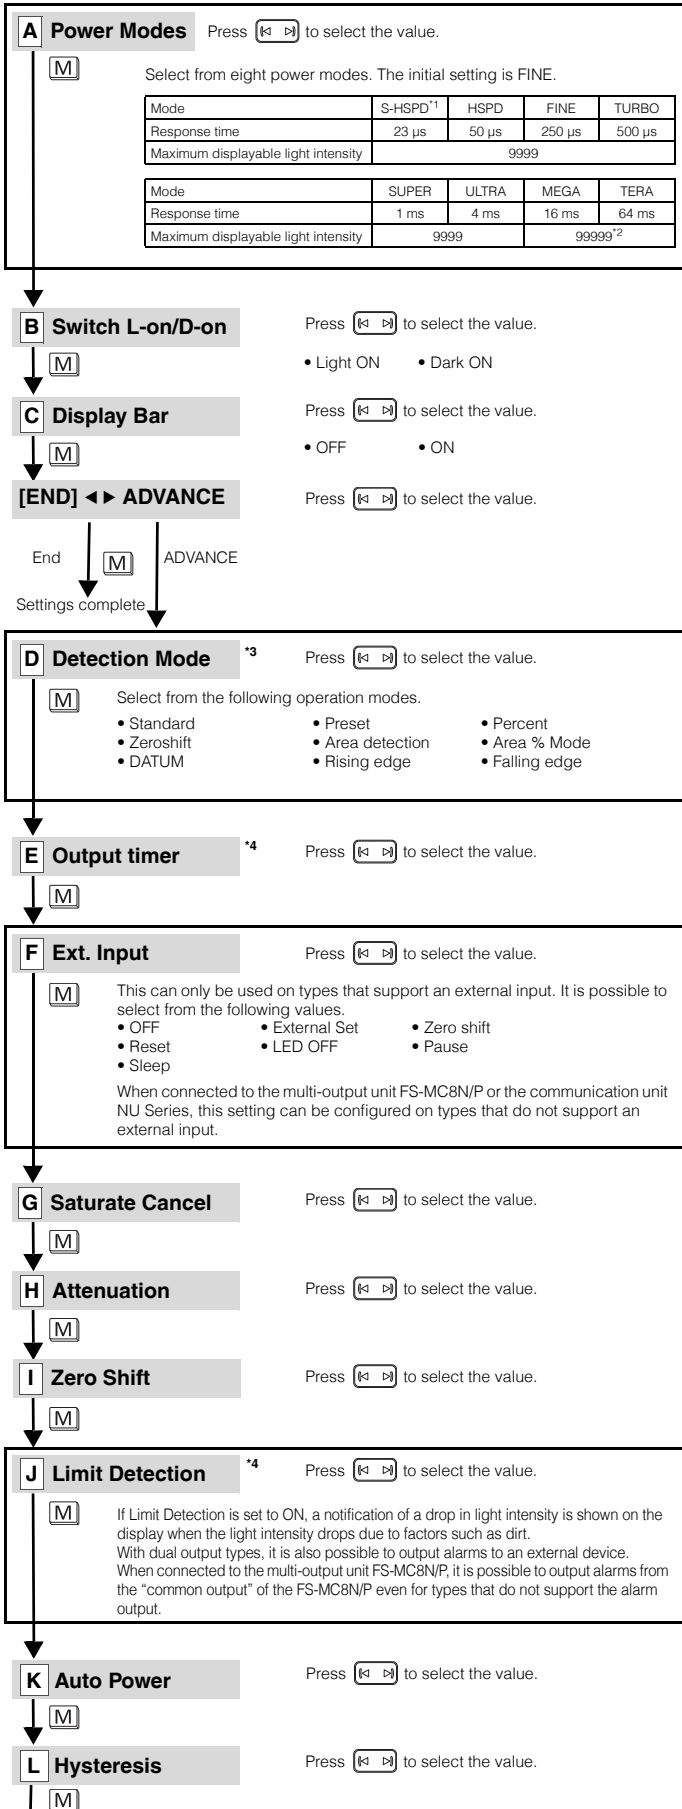 A Power Modes Press to select the value.
M
Select from eight power modes. The initial setting is FINE.
Mode S-HSPD*1 HSPD FINE TURBO
Response time 23 µs 50 µs 250 µs 500 µs
Maximum displayable light intensity 9999
Mode SUPER ULTRA MEGA TERA
Response time 1 ms 4 ms 16 ms 64 ms
Maximum displayable light intensity 9999 99999*2
B Switch L-on/D-on Press to select the value.
M • Light ON • Dark ON
C Display Bar Press to select the value.
M • OFF • ON
[END] ◄► ADVANCE Press to select the value.
End M ADVANCE
Settings complete
D Detection Mode *3 Press to select the value.
M Select from the following operation modes.
• Standard • Preset • Percent
• Zeroshift • Area detection • Area % Mode
• DATUM • Rising edge • Falling edge
E Output timer *4 Press to select the value.
M
F Ext. Input Press to select the value.
M This can only be used on types that support an external input. It is possible to
select from the following values.
• OFF • External Set • Zero shift
• Reset • LED OFF • Pause
• Sleep
When connected to the multi-output unit FS-MC8N/P or the communication unit
NU Series, this setting can be configured on types that do not support an
external input.
G Saturate Cancel Press to select the value.
M
H Attenuation Press to select the value.
M
I Zero Shift Press to select the value.
M
J Limit Detection *4 Press to select the value.
M If Limit Detection is set to ON, a notification of a drop in light intensity is shown on the
display when the light intensity drops due to factors such as dirt.
With dual output types, it is also possible to output alarms to an external device.
When connected to the multi-output unit FS-MC8N/P, it is possible to output alarms from
the “common output” of the FS-MC8N/P even for types that do not support the alarm
output.
K Auto Power Press to select the value.
M
L Hysteresis Press to select the value.
M